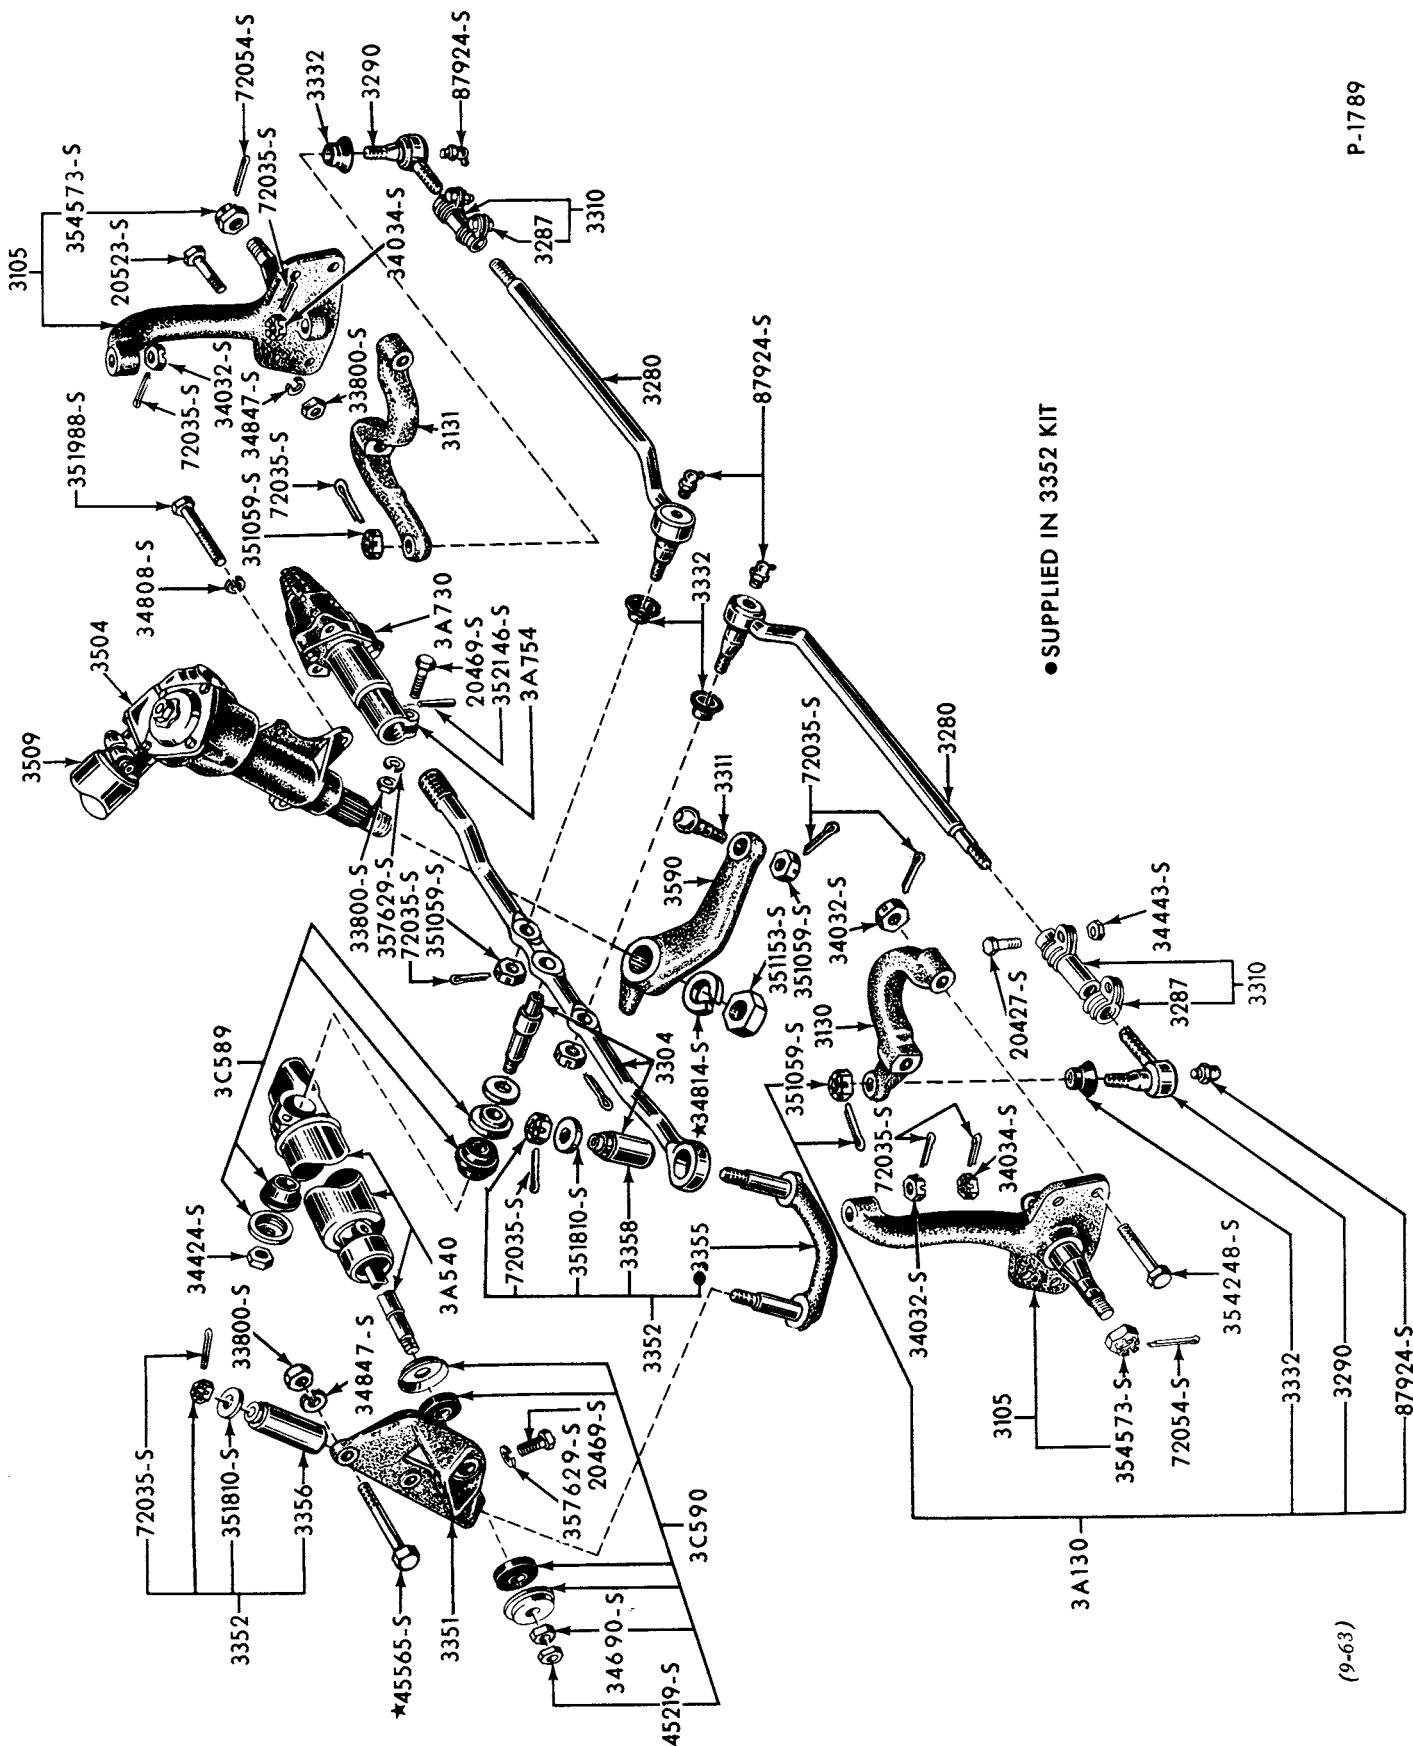 3105
354573-S
20523-S
72054-S
72035-S
34034-S
3332
3290
87924-S
3287
3310
P-1789
351988-S
72035-S
34032-S
34847-S
33800-S
3131
351059-S
72035-S
3280
87924-S
34808-S
3504
3509
3A730
20469-S
352146-S
3A754
3332
●SUPPLIED IN 3352 KIT
33800-S
357629-S
72035-S
351059-S
3311
72035-S
3590
3280
3C589
3304
★34814-S
351153-S
351059-S
34032-S
20427-S
34443-S
3287
3310
3130
351059-S
34424-S
3A540
72035-S
351810-S
3358
●3355
3352
72035-S
34034-S
34032-S
354248-S
3332
3290
87924-S
3105
354573-S
72054-S
3A130
33800-S
34847-S
72035-S
351810-S
3356
3352
357629-S
20469-S
3C590
★45565-S
3351
34690-S
45219-S
(9-63)